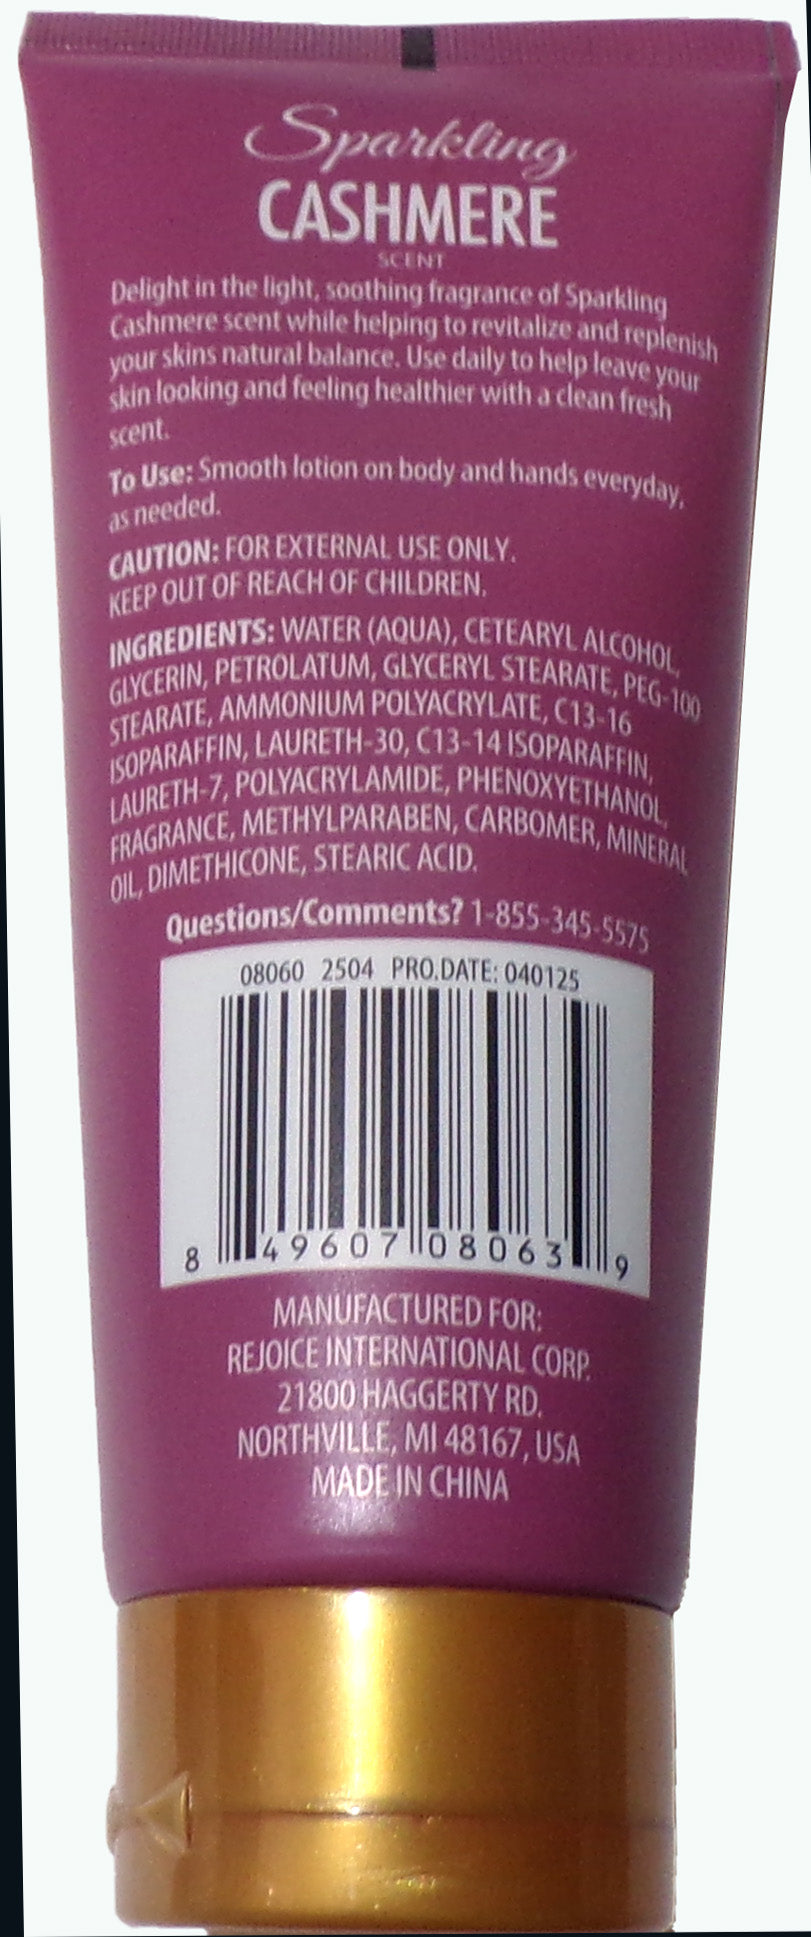 Sparkling
CASHMERE
SCENT
Delight in the light, soothing fragrance of Sparkling
Cashmere scent while helping to revitalize and replenish
your skins natural balance. Use daily to help leave your
skin looking and feeling healthier with a clean fresh
scent.
To Use: Smooth lotion on body and hands everyday,
as needed.
CAUTION: FOR EXTERNAL USE ONLY.
KEEP OUT OF REACH OF CHILDREN.
INGREDIENTS: WATER (AQUA), CETEARYL ALCOHOL,
GLYCERIN, PETROLATUM, GLYCERYL STEARATE, PEG-100
STEARATE, AMMONIUM POLYACRYLATE, C13-16
ISOPARAFFIN, LAURETH-30, C13-14 ISOPARAFFIN,
LAURETH-7, POLYACRYLAMIDE, PHENOXYETHANOL,
FRAGRANCE, METHYLPARABEN, CARBOMER, MINERAL
OIL, DIMETHICONE, STEARIC ACID.
Questions/Comments? 1-855-345-5575
08060 2504 PRO.DATE: 040125
8 49607 08063 9
MANUFACTURED FOR:
REJOICE INTERNATIONAL CORP.
21800 HAGGERTY RD.
NORTHVILLE, MI 48167, USA
MADE IN CHINA